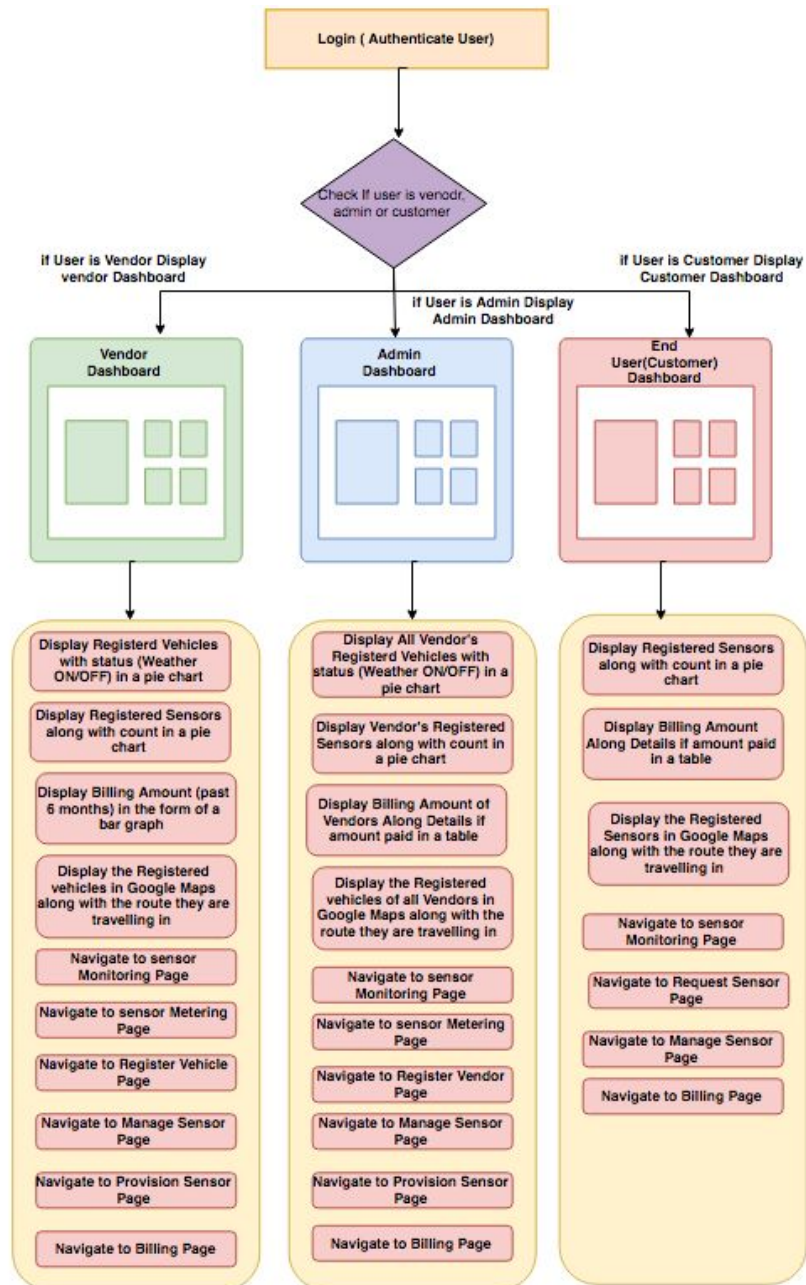 Login ( Authenticate User)
Check If user is venodr,
admin or customer
if User is Vendor Display
vendor Dashboard
if User is Admin Display
Admin Dashboard
if User is Customer Display
Customer Dashboard
Vendor
Dashboard
Admin
Dashboard
End
User(Customer)
Dashboard
Display Registerd Vehicles
with status (Weather
ON/OFF) in a pie chart
Display Registered Sensors
along with count in a pie
chart
Display Billing Amount (past
6 months) in the form of a
bar graph
Display the Registered
vehicles in Google Maps
along with the route they are
travelling in
Navigate to sensor
Monitoring Page
Navigate to sensor Metering
Page
Navigate to Register Vehicle
Page
Navigate to Manage Sensor
Page
Navigate to Provision Sensor
Page
Navigate to Billing Page
Display All Vendor's
Registerd Vehicles with
status (Weather ON/OFF) in a
pie chart
Display Vendor's Registered
Sensors along with count in
a pie chart
Display Billing Amount of
Vendors Along Details if
amount paid in a table
Display the Registered
vehicles of all Vendors in
Google Maps along with the
route they are travelling in
Navigate to sensor
Monitoring Page
Navigate to sensor Metering
Page
Navigate to Register Vendor
Page
Navigate to Manage Sensor
Page
Navigate to Provision Sensor
Page
Navigate to Billing Page
Display Registered Sensors
along with count in a pie
chart
Display Billing Amount
Along Details if amount paid
in a table
Display the Registered
Sensors in Google Maps
along with the route they are
travelling in
Navigate to sensor
Monitoring Page
Navigate to Request Sensor
Page
Navigate to Manage Sensor
Page
Navigate to Billing Page